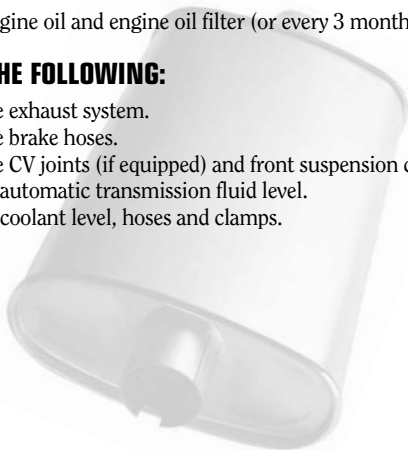 gine oil and engine oil filter (or every 3 month
HE FOLLOWING:
e exhaust system.
e brake hoses.
e CV joints (if equipped) and front suspension c
automatic transmission fluid level.
coolant level, hoses and clamps.